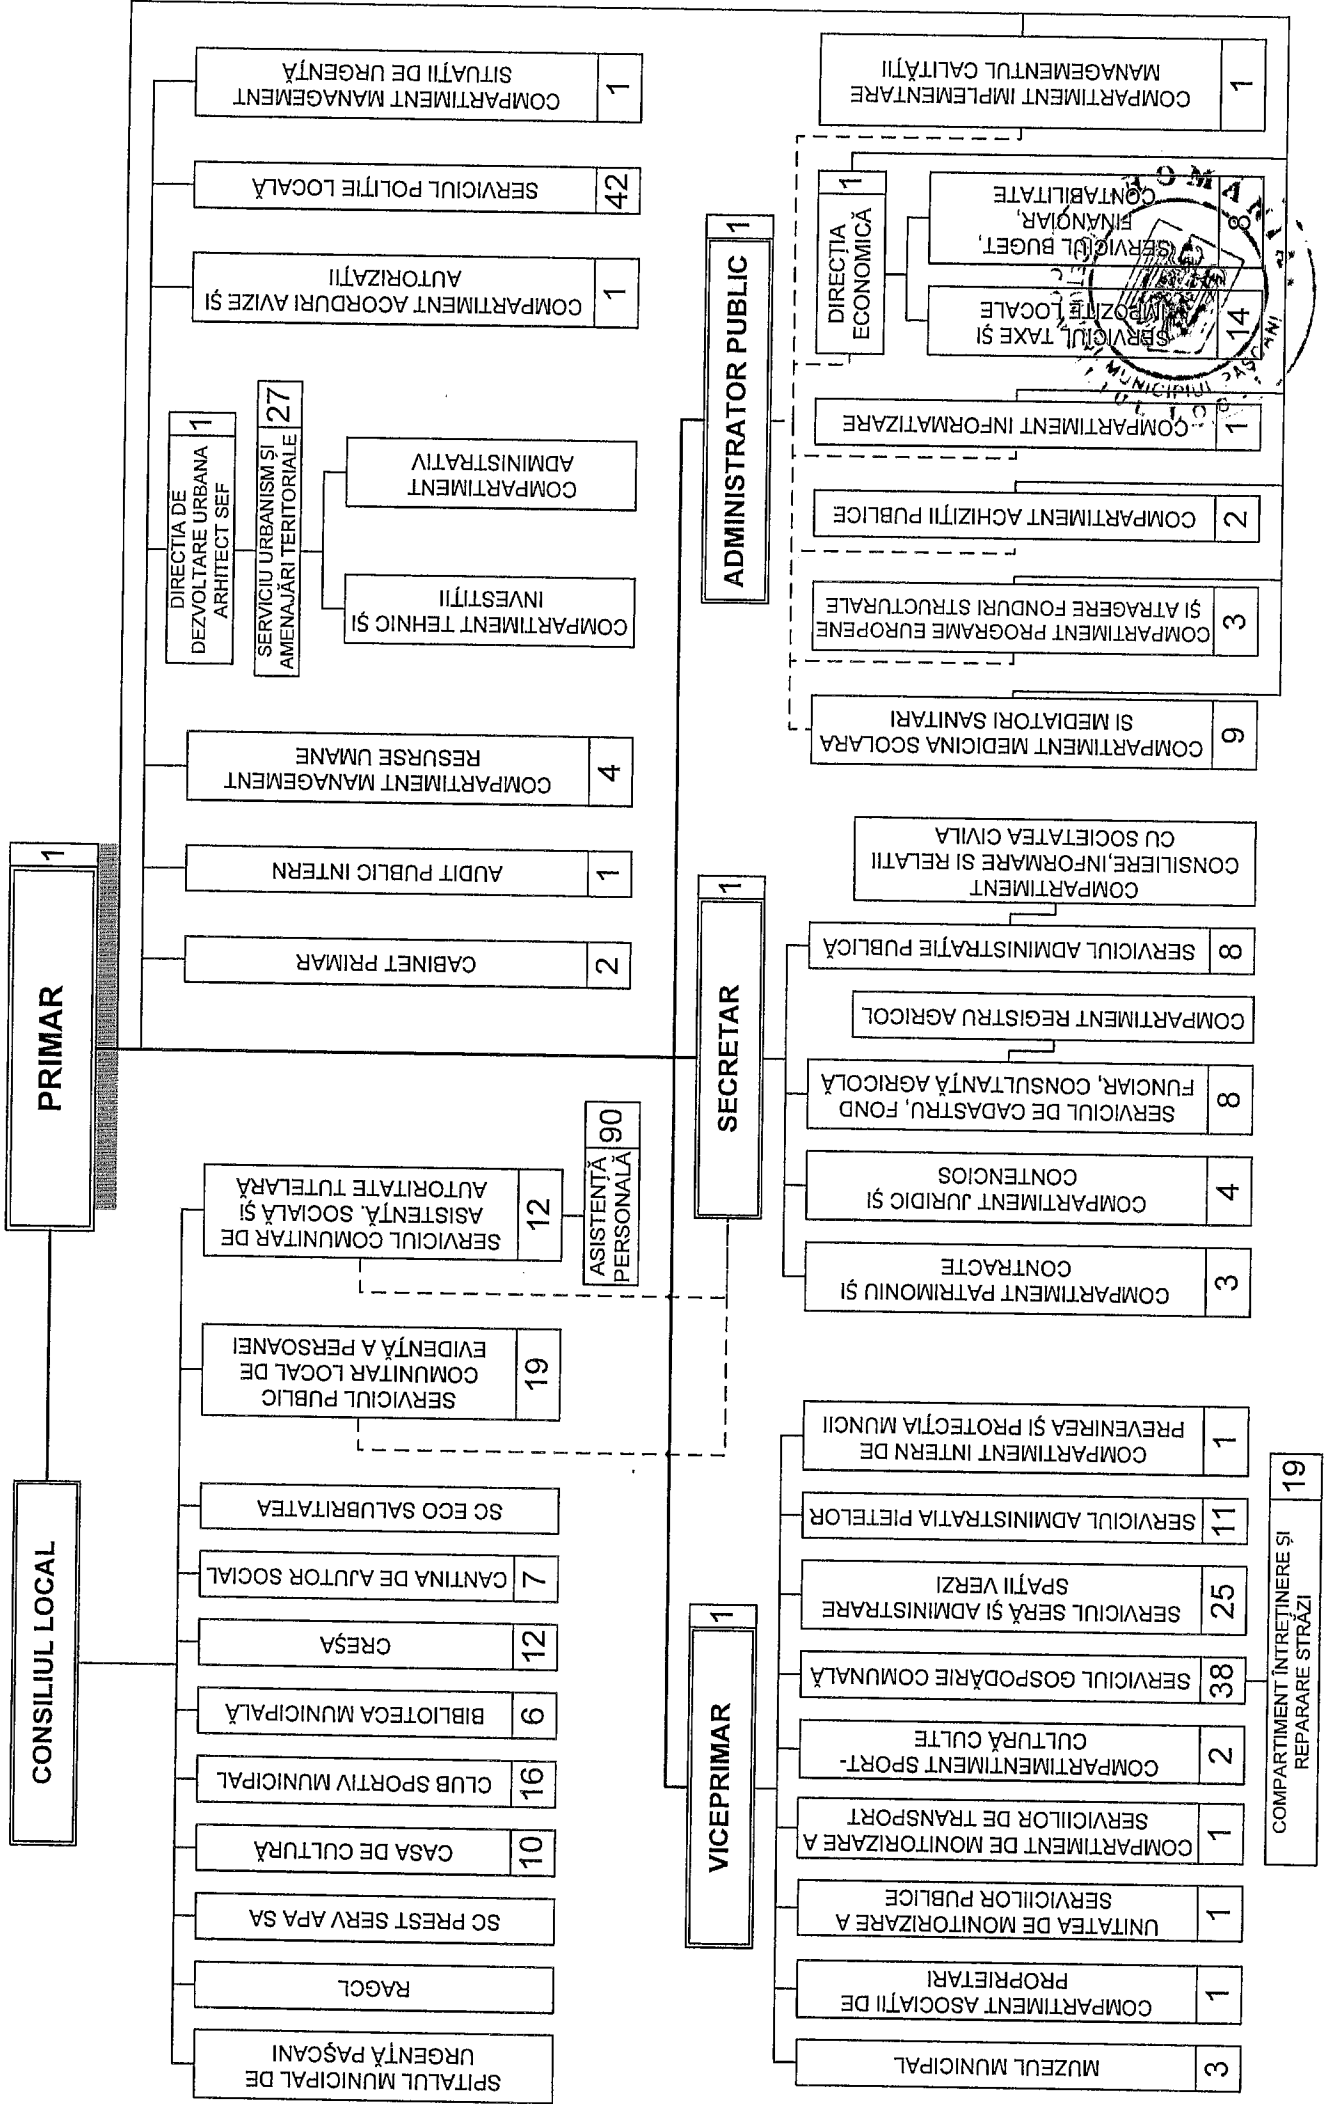 CONSILIUL LOCAL
PRIMAR
1
SPITALUL MUNICIPAL DE
URGENȚĂ PAȘCANI
RAGCL
SC PREST SERV APA SA
CASA DE CULTURĂ
10
CLUB SPORTIV MUNICIPAL
16
BIBLIOTECA MUNICIPALĂ
6
CREȘA
12
CANTINA DE AJUTOR SOCIAL
7
SC ECO SALUBRITATEA
SERVICIUL PUBLIC
COMUNITAR LOCAL DE
EVIDENȚĂ A PERSOANEI
19
SERVICIUL COMUNITAR DE
ASISTENȚĂ. SOCIALĂ ȘI
AUTORITATE TUTELARĂ
12
ASISTENȚĂ
PERSONALĂ
90
CABINET PRIMAR
2
AUDIT PUBLIC INTERN
1
COMPARTIMENT MANAGEMENT
RESURSE UMANE
4
DIRECTIA DE
DEZVOLTARE URBANA
ARHITECT SEF
1
SERVICIU URBANISM ȘI
AMENAJĂRI TERITORIALE
27
COMPARTIMENT TEHNIC ȘI
INVESTIȚII
COMPARTIMENT
ADMINISTRATIV
COMPARTIMENT ACORDURI AVIZE ȘI
AUTORIZAȚII
1
SERVICIUL POLIȚIE LOCALĂ
42
COMPARTIMENT MANAGEMENT
SITUAȚII DE URGENȚĂ
1
VICEPRIMAR
1
MUZEUL MUNICIPAL
3
COMPARTIMENT ASOCIAȚII DE
PROPRIETARI
1
UNITATEA DE MONITORIZARE A
SERVICIILOR PUBLICE
1
COMPARTIMENT DE MONITORIZARE A
SERVICIILOR DE TRANSPORT
1
COMPARTIMENTIMENT SPORT-
CULTURĂ CULTE
2
SERVICIUL GOSPODĂRIE COMUNALĂ
38
COMPARTIMENT ÎNTREȚINERE ȘI
REPARARE STRĂZI
19
SERVICIUL SERĂ ȘI ADMINISTRARE
SPAȚII VERZI
25
SERVICIUL ADMINISTRATIA PIETELOR
11
COMPARTIMENT INTERN DE
PREVENIREA ȘI PROTECȚIA MUNCII
1
SECRETAR
1
COMPARTIMENT PATRIMONIU ȘI
CONTRACTE
3
COMPARTIMENT JURIDIC ȘI
CONTENCIOS
4
SERVICIUL DE CADASTRU, FOND
FUNCIAR, CONSULTANȚĂ AGRICOLĂ
8
COMPARTIMENT REGISTRU AGRICOL
SERVICIUL ADMINISTRAȚIE PUBLICĂ
8
COMPARTIMENT
CONSILIERE,INFORMARE SI RELATII
CU SOCIETATEA CIVILA
ADMINISTRATOR PUBLIC
1
COMPARTIMENT MEDICINA SCOLARA
SI MEDIATORI SANITARI
9
COMPARTIMENT PROGRAME EUROPENE
ȘI ATRAGERE FONDURI STRUCTURALE
3
COMPARTIMENT ACHIZIȚII PUBLICE
2
COMPARTIMENT INFORMATIZARE
1
DIRECȚIA
ECONOMICĂ
1
SERVICIUL TAXE ȘI
IMPOZITE LOCALE
14
SERVICIUL BUGET,
FINANCIAR,
CONTABILITATE
8
COMPARTIMENT IMPLEMENTARE
MANAGEMENTUL CALITĂȚII
1
ROMANIA
MUNICIPIUL PAȘCANI